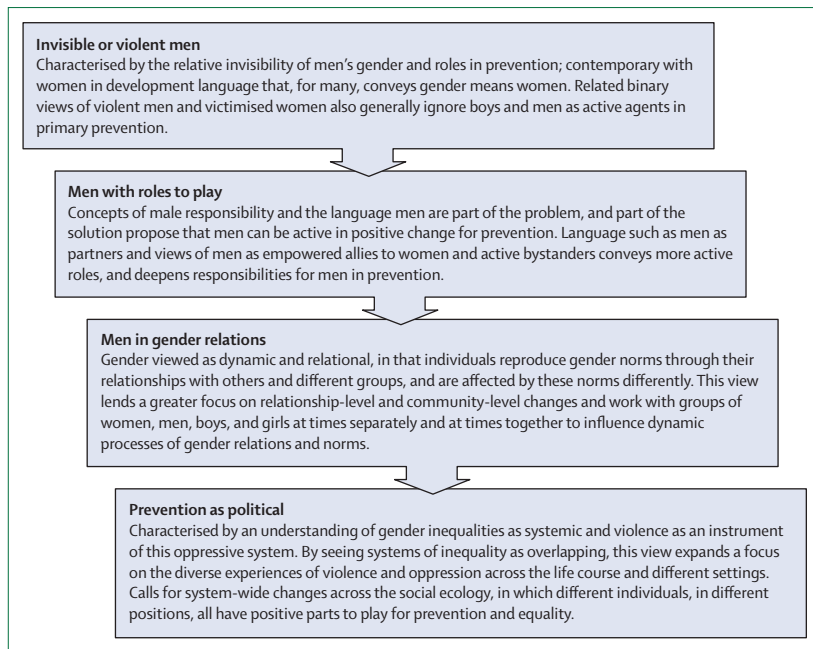 Invisible or violent men
Characterised by the relative invisibility of men's gender and roles in prevention; contemporary with
women in development language that, for many, conveys gender means women. Related binary
views of violent men and victimised women also generally ignore boys and men as active agents in
primary prevention.
Men with roles to play
Concepts of male responsibility and the language men are part of the problem, and part of the
solution propose that men can be active in positive change for prevention. Language such as men as
partners and views of men as empowered allies to women and active bystanders conveys more active
roles, and deepens responsibilities for men in prevention.
Men in gender relations
Gender viewed as dynamic and relational, in that individuals reproduce gender norms through their
relationships with others and different groups, and are affected by these norms differently. This view
lends a greater focus on relationship-level and community-level changes and work with groups of
women, men, boys, and girls at times separately and at times together to influence dynamic
processes of gender relations and norms.
Prevention as political
Characterised by an understanding of gender inequalities as systemic and violence as an instrument
of this oppressive system. By seeing systems of inequality as overlapping, this view expands a focus
on the diverse experiences of violence and oppression across the life course and different settings.
Calls for system-wide changes across the social ecology, in which different individuals, in different
positions, all have positive parts to play for prevention and equality.